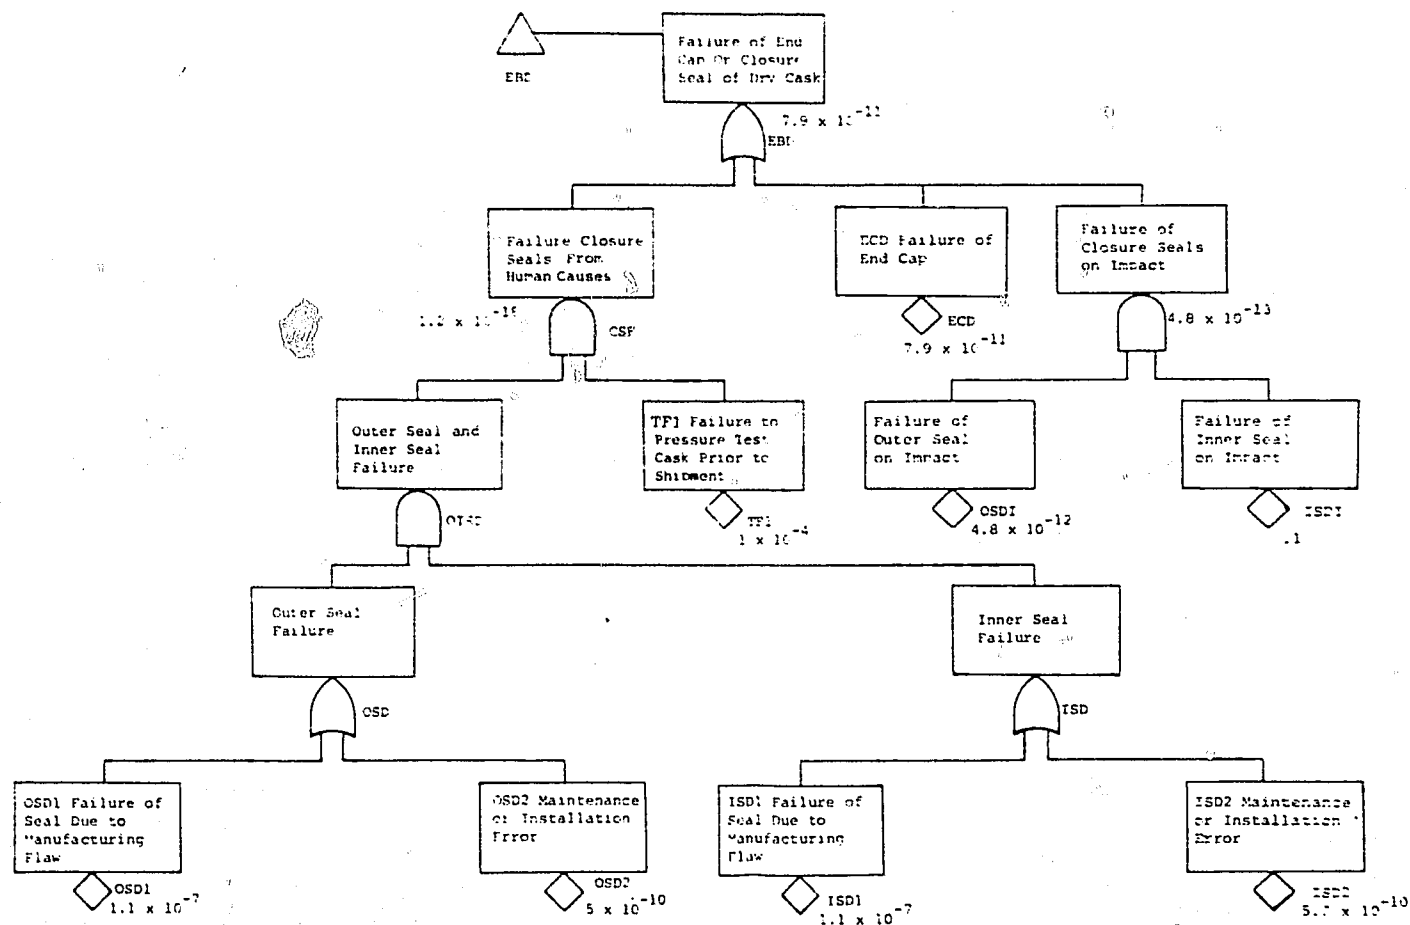 Failure of End
Cap Or Closure
Seal of Dry Cask
7.9 x 10
Failure Closure
Seals From
Human Causes
ECD Failure of
End Cap
Failure of
Closure Seals
on Impact
ECD
7.9 x 10-11
4.8 x 10-13
Outer Seal and
Inner Seal
Failure
TF1 Failure to
Pressure Test
Cask Prior to
Shipment
Failure of
Outer Seal
on Impact
Failure of
Inner Seal
on Impact
TF1
1 x 10-4
OSDI
4.8 x 10-12
ISDI
.1
Outer Seal
Failure
Inner Seal
Failure
OSD
ISD
OSD1 Failure of
Seal Due to
Manufacturing
Flaw
OSD2 Maintenance
or Installation
Error
ISD1 Failure of
Seal Due to
Manufacturing
Flaw
ISD2 Maintenance
or Installation
Error
OSD1
1.1 x 10-7
OSD2
5 x 10-10
ISD1
1.1 x 10-7
ISD2